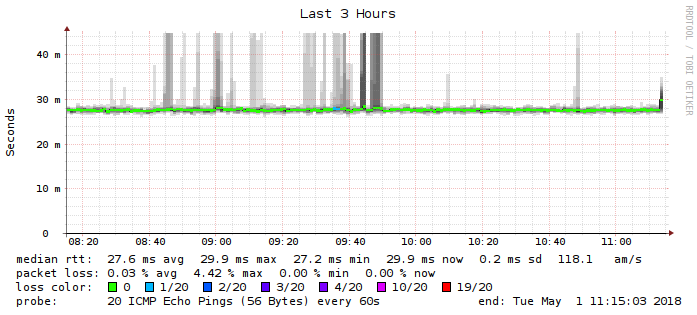 Last 3 Hours
RRDTOOL / TOBI OETIKER
Seconds
40 m
30 m
20 m
10 m
0
08:20 08:40 09:00 09:20 09:40 10:00 10:20 10:40 11:00
median rtt: 27.6 ms avg 29.9 ms max 27.2 ms min 29.9 ms now 0.2 ms sd 118.1 am/s
packet loss: 0.03 % avg 4.42 % max 0.00 % min 0.00 % now
loss color: 0 1/20 2/20 3/20 4/20 10/20 19/20
probe: 20 ICMP Echo Pings (56 Bytes) every 60s end: Tue May 1 11:15:03 2018